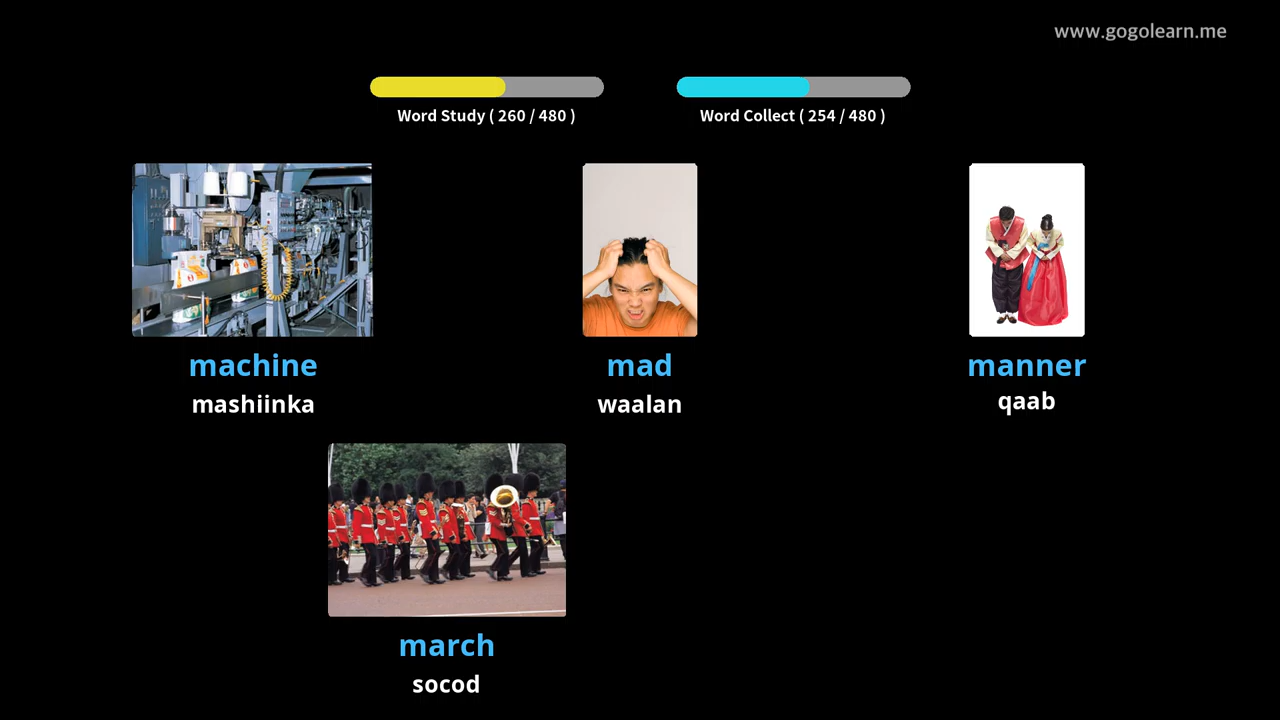 www.gogolearn.me
Word Study ( 260 / 480 )
Word Collect ( 254 / 480 )
machine
mashiinka
mad
waalan
manner
qaab
march
socod